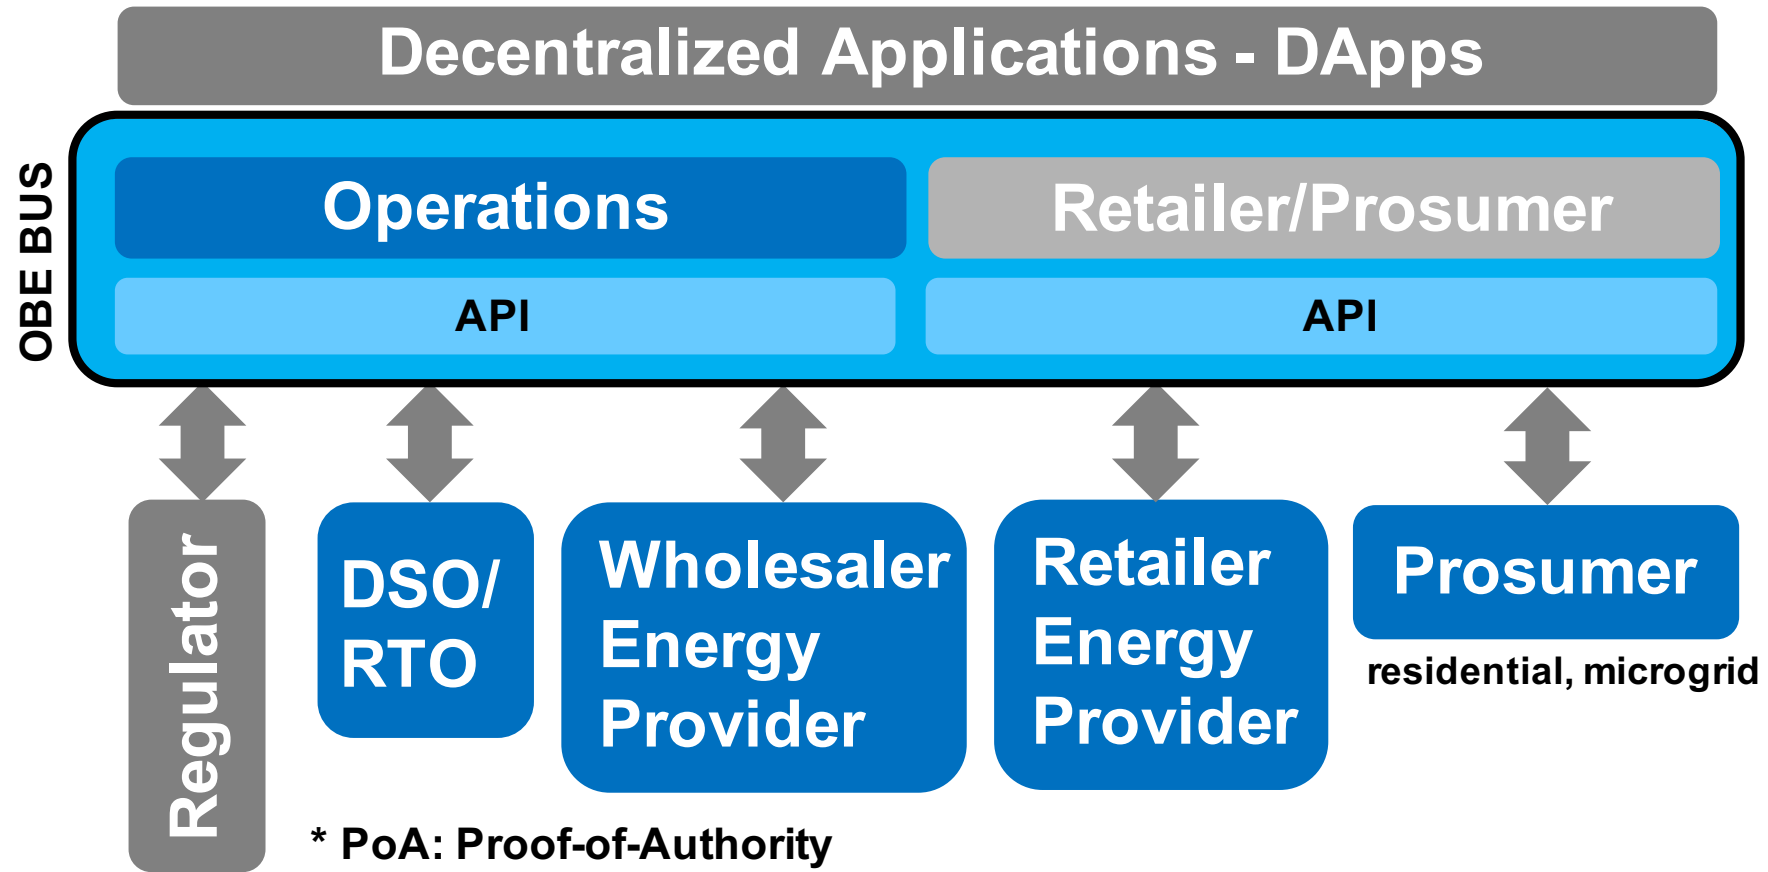 Decentralized Applications - DApps
OBE BUS
Operations
Retailer/Prosumer
API
API
Regulator
DSO/
RTO
Wholesaler
Energy
Provider
Retailer
Energy
Provider
Prosumer
residential, microgrid
* PoA: Proof-of-Authority